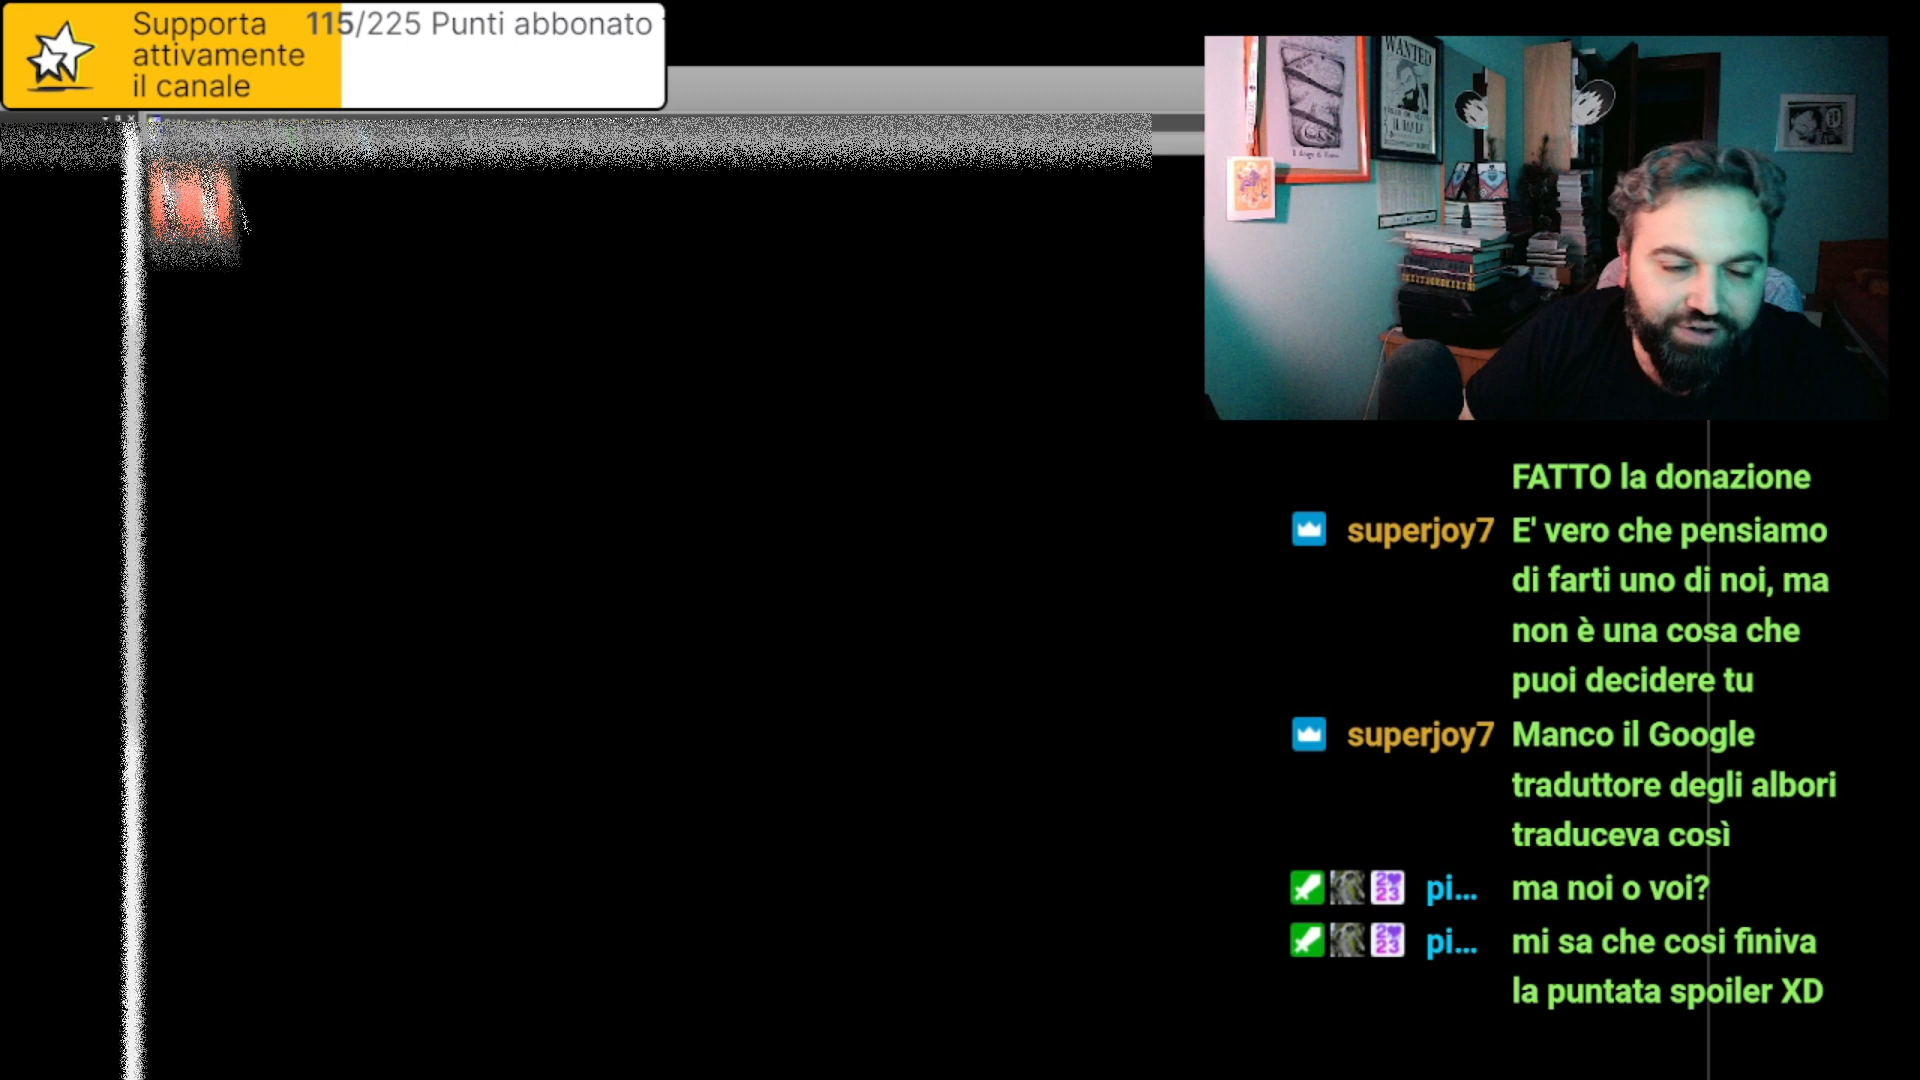 Supporta
attivamente
il canale
115/225 Punti abbonato
WANTED
FATTO la donazione
superjoy7 E' vero che pensiamo
di farti uno di noi, ma
non è una cosa che
puoi decidere tu
superjoy7 Manco il Google
traduttore degli albori
traduceva così
pi... ma noi o voi?
pi... mi sa che cosi finiva
la puntata spoiler XD